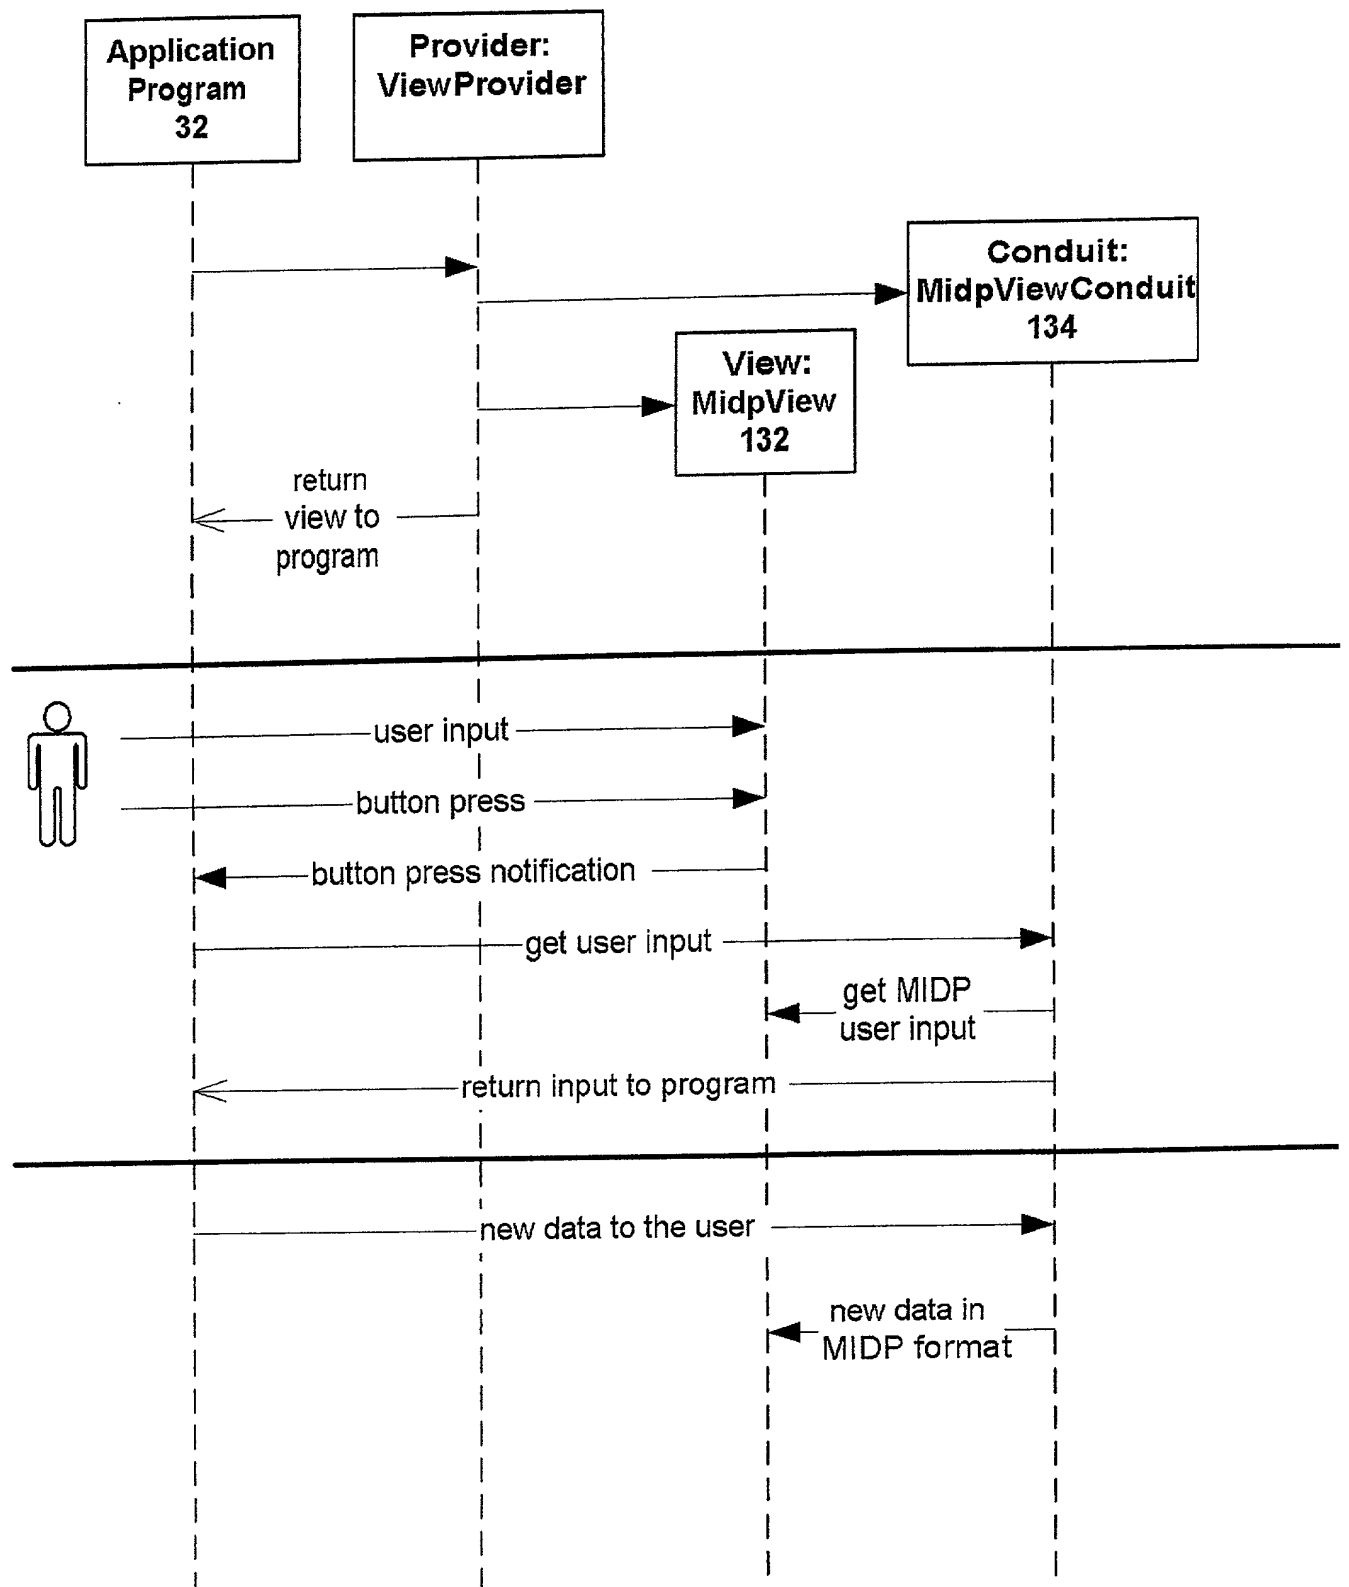 Application
Program
32
Provider:
ViewProvider
Conduit:
MidpViewConduit
134
View:
MidpView
132
return
view to
program
user input
button press
button press notification
get user input
get MIDP
user input
return input to program
new data to the user
new data in
MIDP format